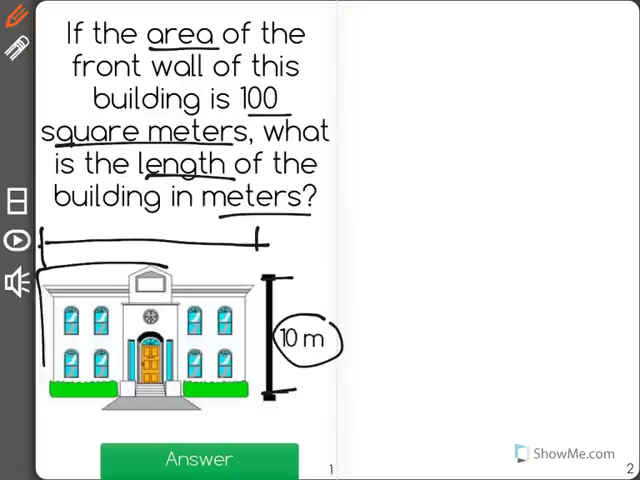 If the area of the
front wall of this
building is 100
square meters, what
is the length of the
building in meters?
10 m
Answer
1
ShowMe.com
2